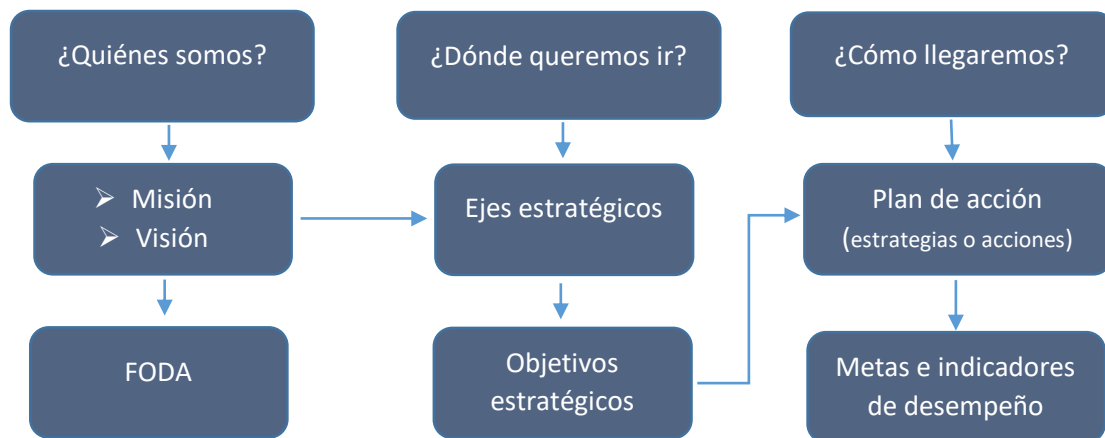 ¿Quiénes somos?
¿Dónde queremos ir?
¿Cómo llegaremos?
➢ Misión
➢ Visión
Ejes estratégicos
Plan de acción
(estrategias o acciones)
FODA
Objetivos
estratégicos
Metas e indicadores
de desempeño